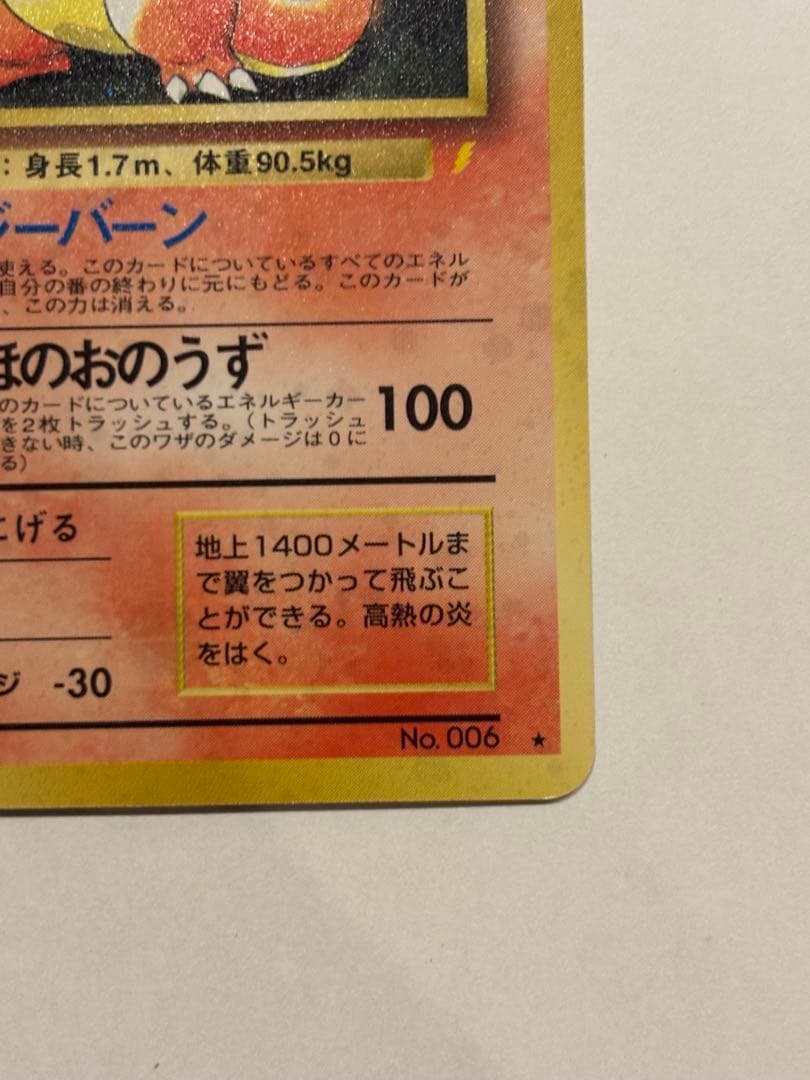 ：身長1.7m、体重90.5kg
ジーバーン
使える。このカードについているすべてのエネル
自分の番の終わりに元にもどる。このカードが
、この力は消える。
ほのおのうず
のカードについているエネルギーカー
を2枚トラッシュする。(トラッシュ
きない時、このワザのダメージは0に
る)
100
にげる
ジ -30
地上1400メートルま
で翼をつかって飛ぶこ
とができる。高熱の炎
をはく。
No. 006 ★